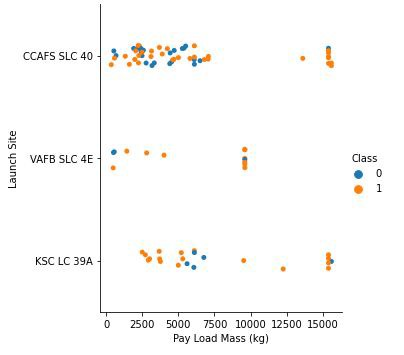 CCAFS SLC 40
VAFB SLC 4E
KSC LC 39A
Launch Site
0 2500 5000 7500 10000 12500 15000
Pay Load Mass (kg)
Class
0
1